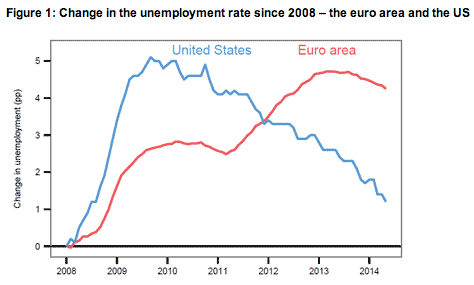 Figure 1: Change in the unemployment rate since 2008 – the euro area and the US
United States Euro area
Change in unemployment (pp)
5
4
3
2
1
0
2008 2009 2010 2011 2012 2013 2014